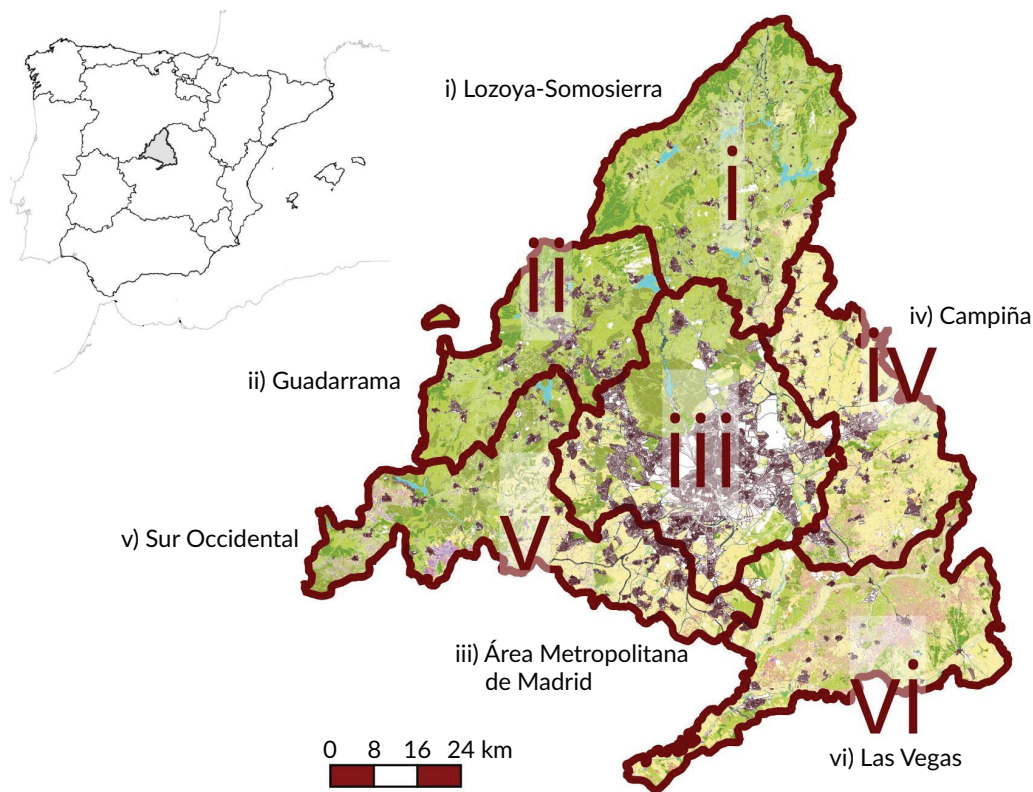 i) Lozoya-Somosierra
i
ii
iv) Campiña
iv
ii) Guadarrama
iii
v) Sur Occidental
v
iii) Área Metropolitana
de Madrid
vi
vi) Las Vegas
0 8 16 24 km